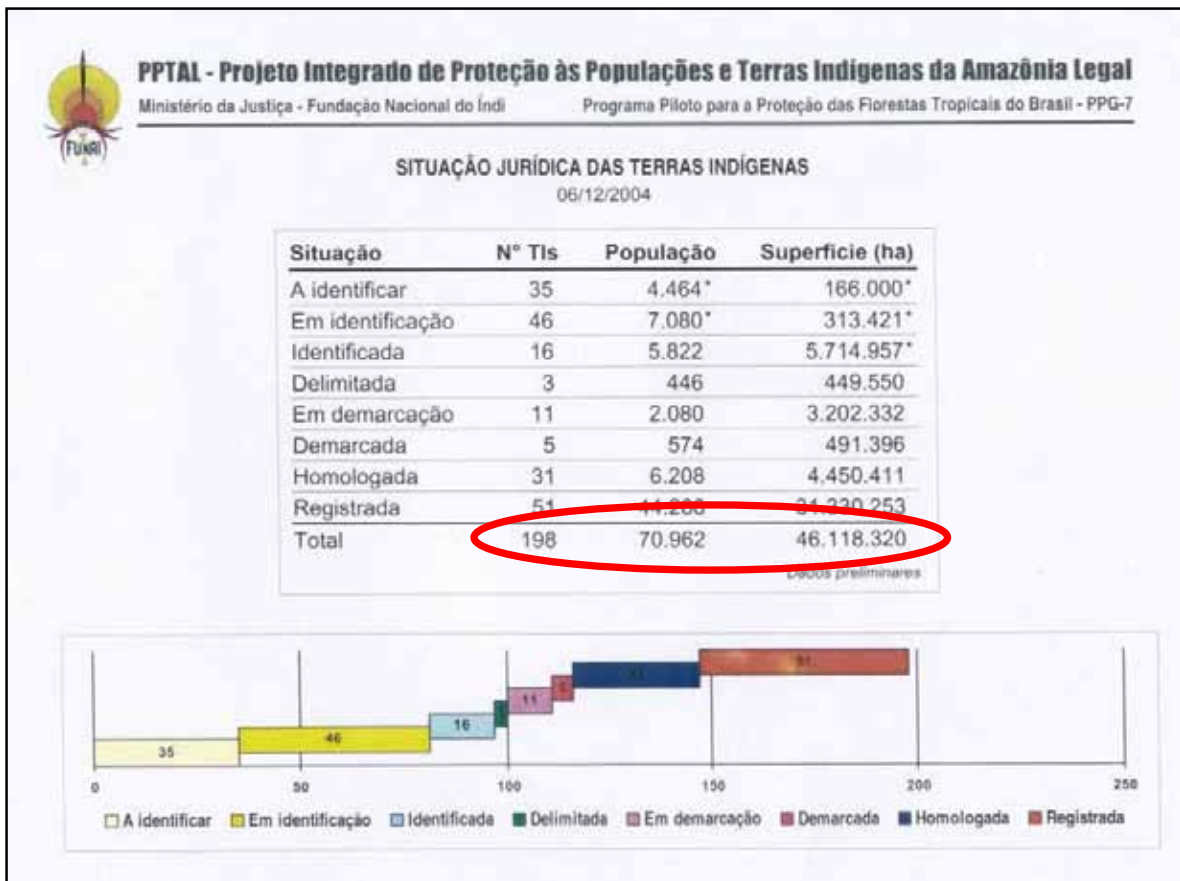 PPTAL - Projeto Integrado de Proteção às Populações e Terras Indígenas da Amazônia Legal
Ministério da Justiça - Fundação Nacional do Índi Programa Piloto para a Proteção das Florestas Tropicais do Brasil - PPG-7
FUNAI
SITUAÇÃO JURÍDICA DAS TERRAS INDÍGENAS
06/12/2004
Situação N° TIs População Superficie (ha)
A identificar 35 4.464* 166.000*
Em identificação 46 7.080* 313.421*
Identificada 16 5.822 5.714.957*
Delimitada 3 446 449.550
Em demarcação 11 2.080 3.202.332
Demarcada 5 574 491.396
Homologada 31 6.208 4.450.411
Registrada 51
Total 198 70.962 46.118.320
Dados preliminares
35 46 16 11 51
0 50 100 150 200 250
A identificar Em identificação Identificada Delimitada Em demarcação Demarcada Homologada Registrada